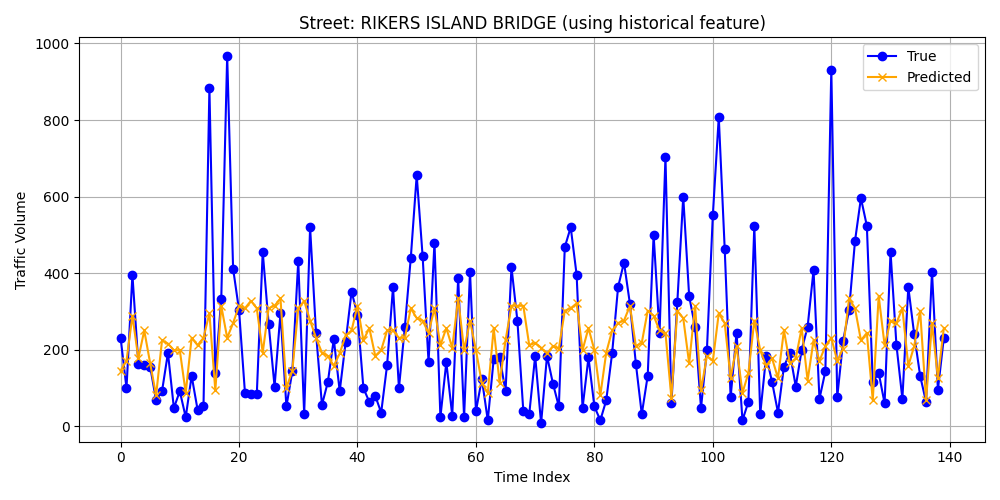 Street: RIKERS ISLAND BRIDGE (using historical feature)
True
Predicted
Traffic Volume
1000
800
600
400
200
0
0 20 40 60 80 100 120 140
Time Index